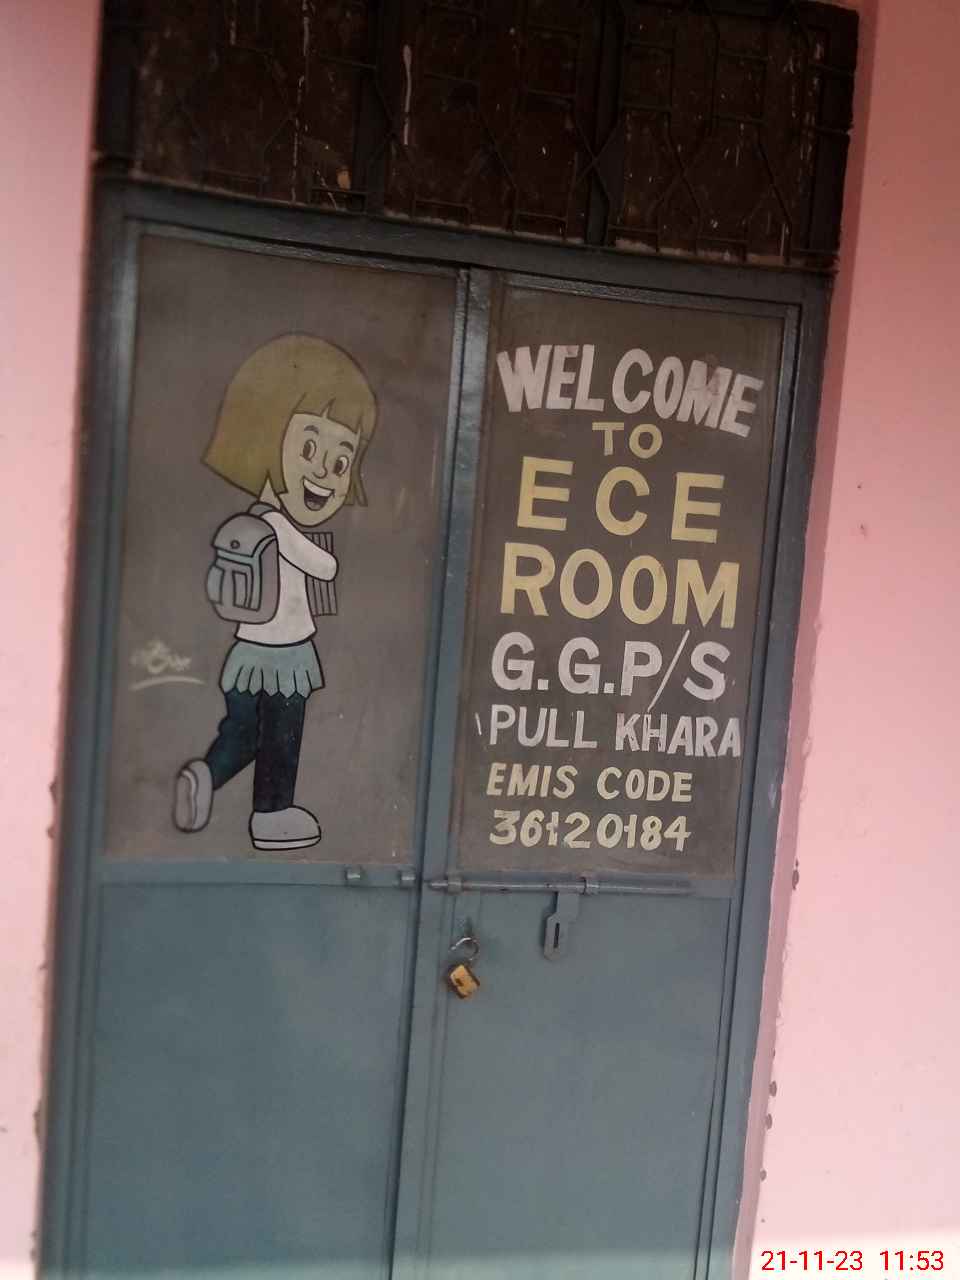 WELCOME
TO
ECE
ROOM
G.G.P/S
PULL KHARA
EMIS CODE
36120184
21-11-23 11:53